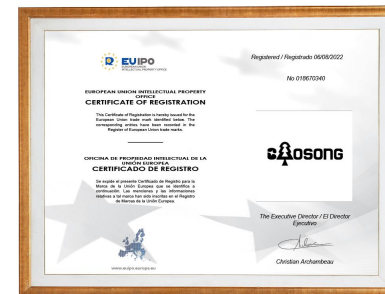 EUIPO
EUROPEAN UNION
INTELLECTUAL PROPERTY OFFICE
EUROPEAN UNION INTELLECTUAL PROPERTY
OFFICE
CERTIFICATE OF REGISTRATION
This Certificate of Registration is hereby issued for the
European Union trade mark identified below. The
corresponding entries have been recorded in the
Register of European Union trade marks.
OFICINA DE PROPIEDAD INTELECTUAL DE LA
UNIÓN EUROPEA
CERTIFICADO DE REGISTRO
Se expide el presente Certificado de Registro para la
Marca de la Unión Europea que se identifica a
continuación. Las menciones y las informaciones
relativas a tal marca han sido inscritas en el Registro
de Marcas de la Unión Europea.
www.euipo.europa.eu
Registered / Registrado 06/08/2022
No 018670340
osong
The Executive Director / El Director
Ejecutivo
Christian Archambeau